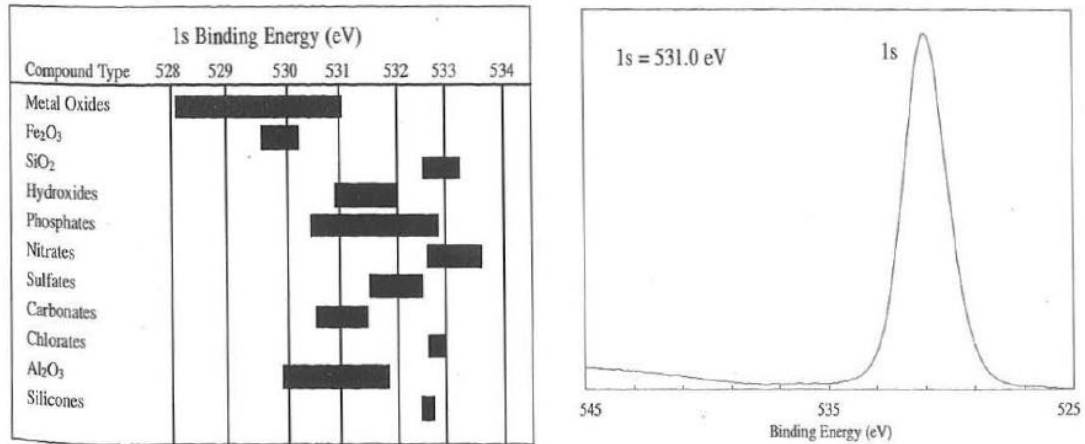 1s Binding Energy (eV)
Compound Type 528 529 530 531 532 533 534
Metal Oxides
Fe₂O₃
SiO₂
Hydroxides
Phosphates
Nitrates
Sulfates
Carbonates
Chlorates
Al₂O₃
Silicones
1s = 531.0 eV
1s
545 535 525
Binding Energy (eV)